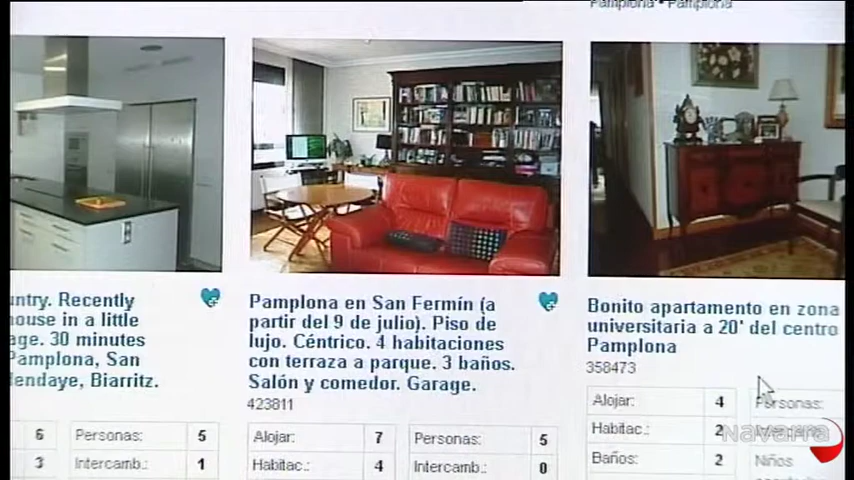 Pamplona • Pamplona
untry. Recently
house in a little
age. 30 minutes
Pamplona, San
Hendaye, Biarritz.
6
Personas:
5
3
Intercamb.:
1
Pamplona en San Fermín (a
partir del 9 de julio). Piso de
lujo. Céntrico. 4 habitaciones
con terraza a parque. 3 baños.
Salón y comedor. Garage.
423811
Alojar:
7
Personas:
5
Habitac.:
4
Intercamb.:
0
Bonito apartamento en zona
universitaria a 20' del centro
Pamplona
358473
Alojar:
4
Personas:
Habitac.:
2
Baños:
2
Niños
Navarra